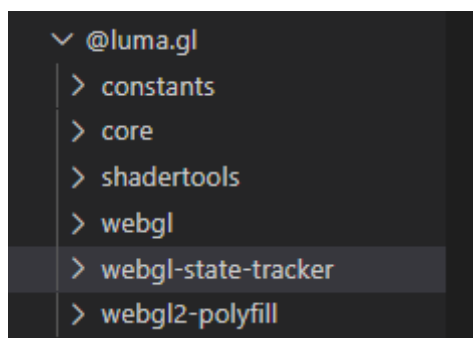 @luma.gl
constants
core
shadertools
webgl
webgl-state-tracker
webgl2-polyfill